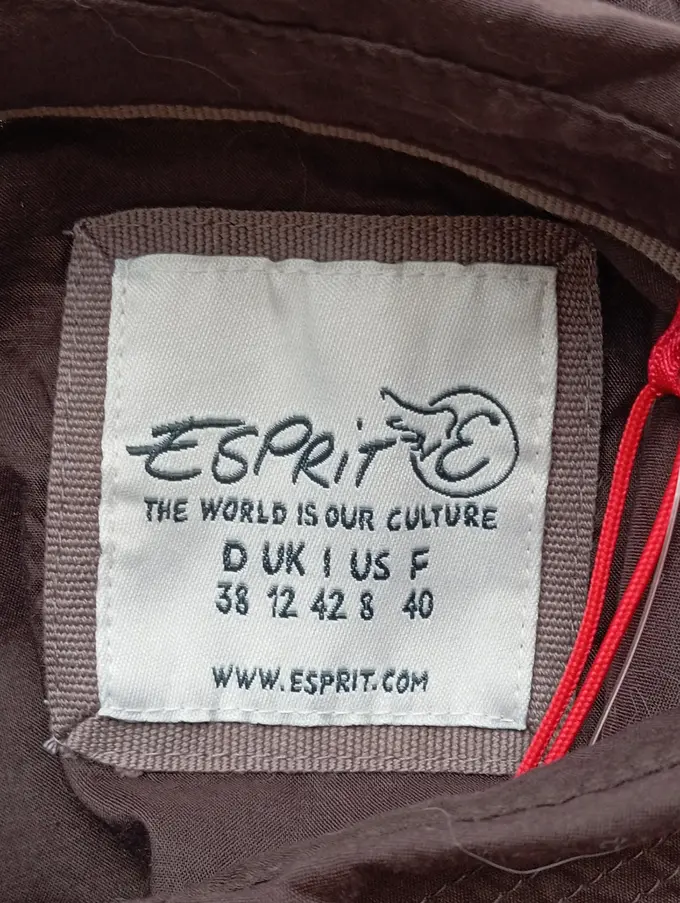 ESPRIT E
THE WORLD IS OUR CULTURE
D UK I US F
38 12 42 8 40
WWW.ESPRIT.COM